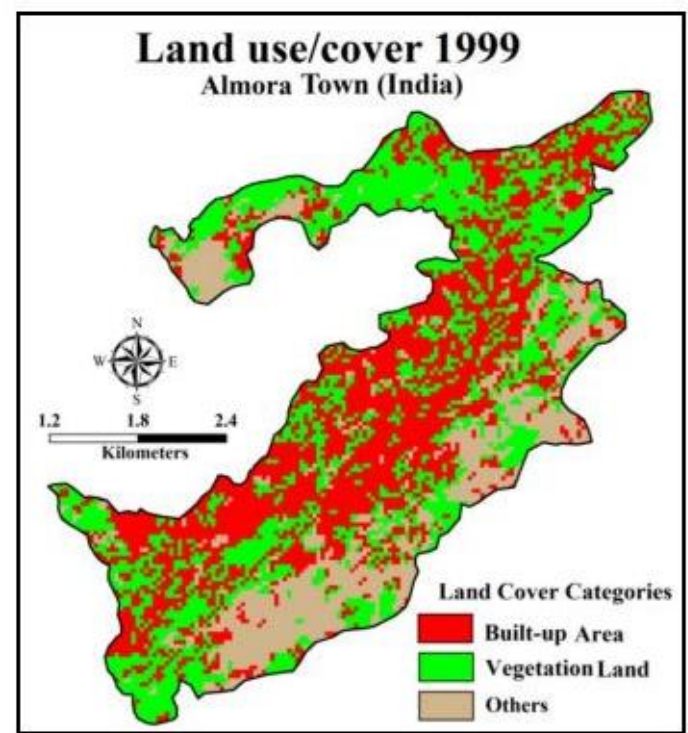 Land use/cover 1999
Almora Town (India)
N
W E
S
1.2 1.8 2.4
Kilometers
Land Cover Categories
Built-up Area
Vegetation Land
Others